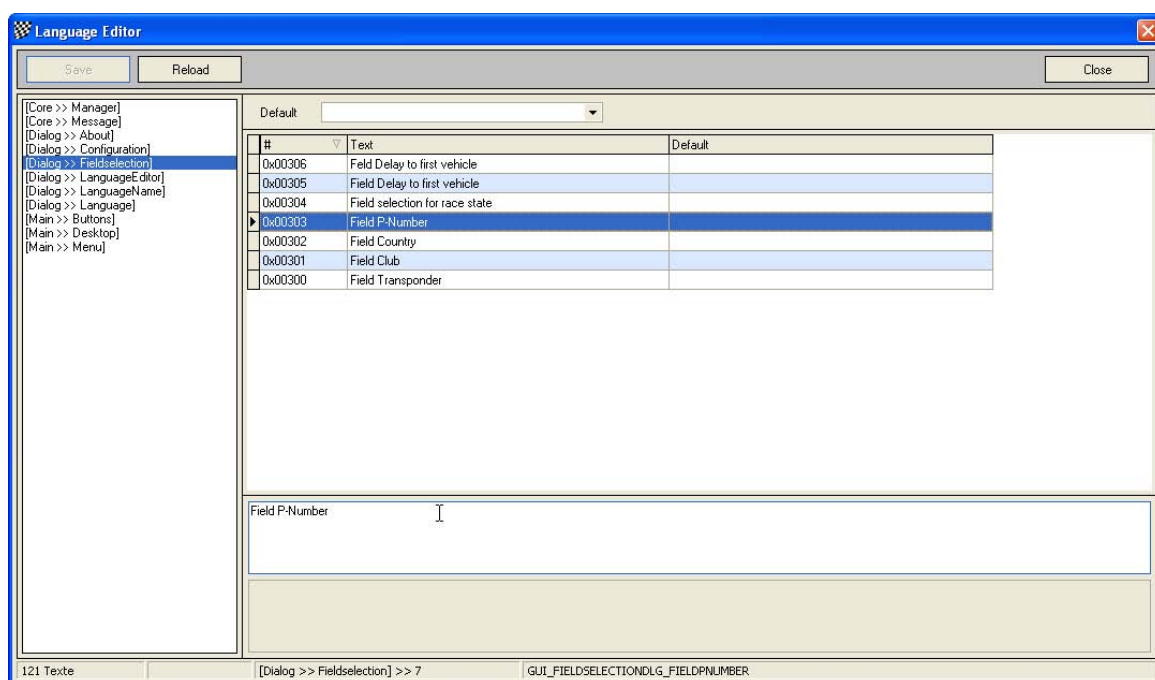 Language Editor
Save Reload Close
[Core >> Manager]
[Core >> Message]
[Dialog >> About]
[Dialog >> Configuration]
[Dialog >> Fieldselection]
[Dialog >> LanguageEditor]
[Dialog >> LanguageName]
[Dialog >> Language]
[Main >> Buttons]
[Main >> Desktop]
[Main >> Menu]
Default
# Text Default
0x00306 Feld Delay to first vehicle
0x00305 Field Delay to first vehicle
0x00304 Field selection for race state
0x00303 Field P-Number
0x00302 Field Country
0x00301 Field Club
0x00300 Field Transponder
Field P-Number
121 Texte [Dialog >> Fieldselection] >> 7 GUI_FIELDSELECTIONDLG_FIELDPNUMBER